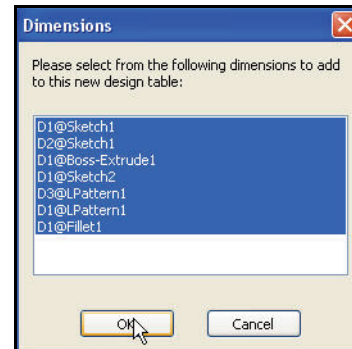 Dimensions
Please select from the following dimensions to add
to this new design table:
D1@Sketch1
D2@Sketch1
D1@Boss-Extrude1
D1@Sketch2
D3@LPattern1
D1@LPattern1
D1@Fillet1
OK
Cancel